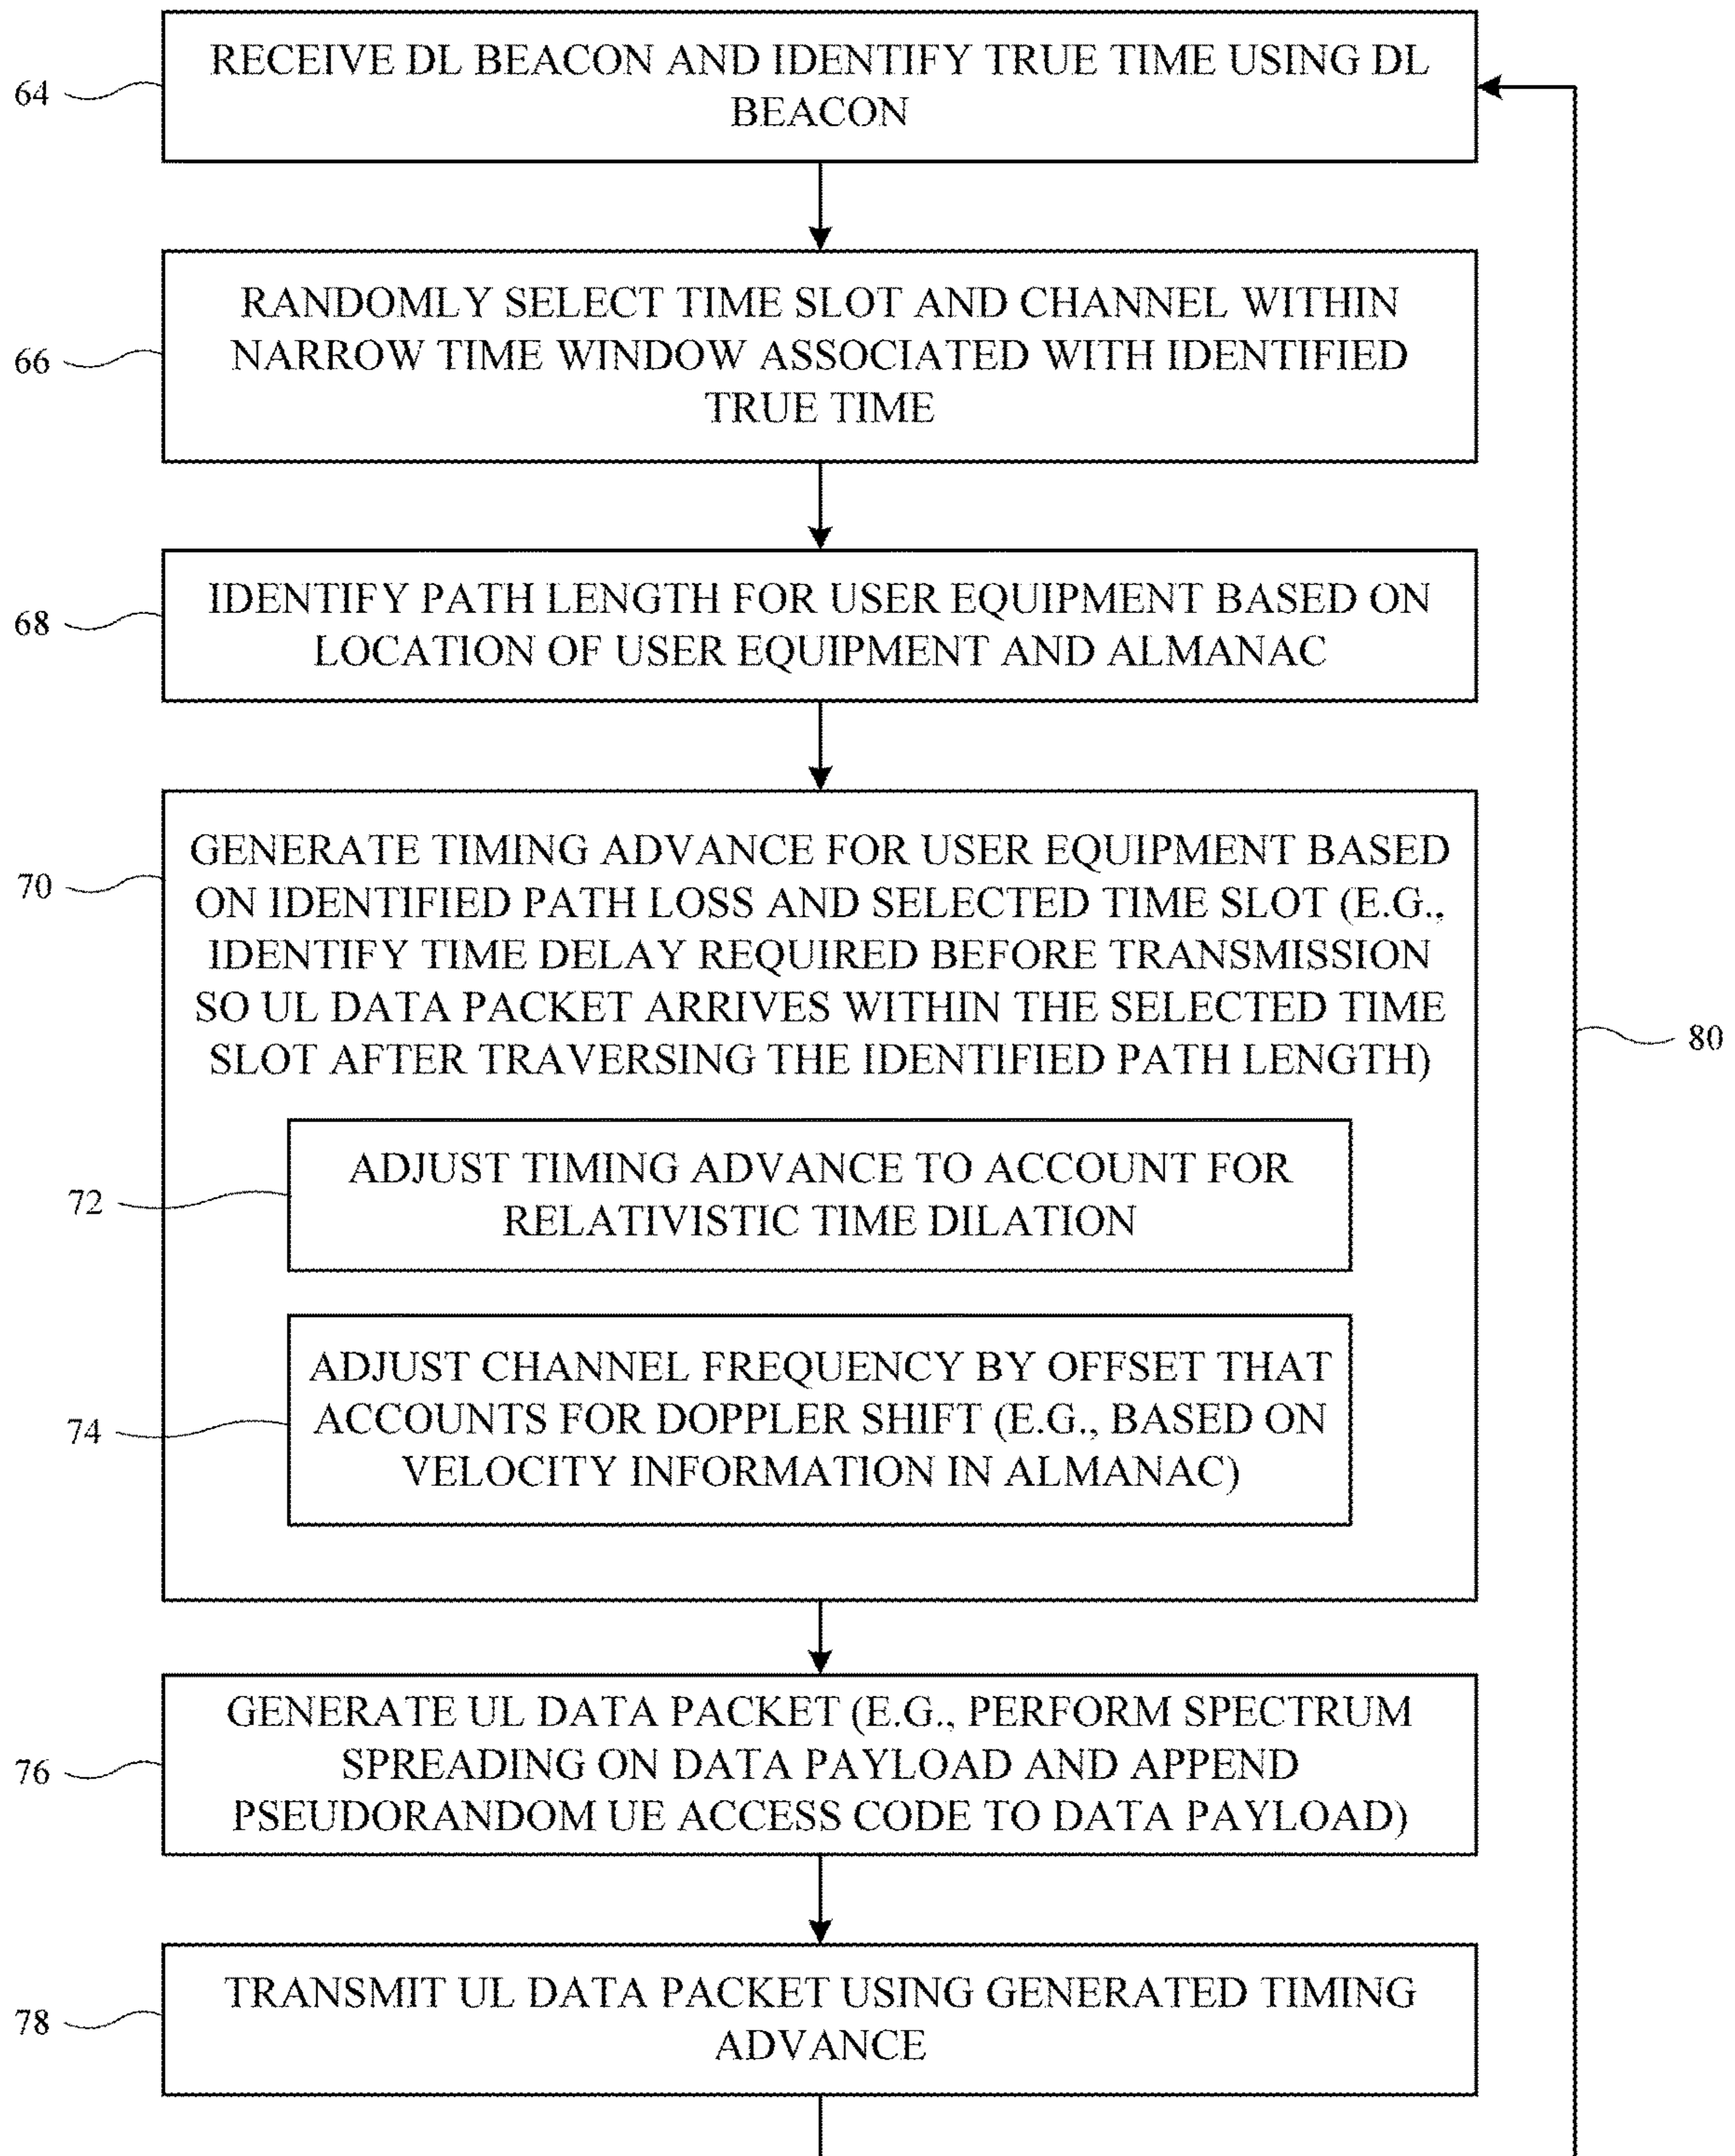 RECEIVE DL BEACON AND IDENTIFY TRUE TIME USING DL
BEACON
64
RANDOMLY SELECT TIME SLOT AND CHANNEL WITHIN
NARROW TIME WINDOW ASSOCIATED WITH IDENTIFIED
TRUE TIME
66
IDENTIFY PATH LENGTH FOR USER EQUIPMENT BASED ON
LOCATION OF USER EQUIPMENT AND ALMANAC
68
GENERATE TIMING ADVANCE FOR USER EQUIPMENT BASED
ON IDENTIFIED PATH LOSS AND SELECTED TIME SLOT (E.G.,
IDENTIFY TIME DELAY REQUIRED BEFORE TRANSMISSION
SO UL DATA PACKET ARRIVES WITHIN THE SELECTED TIME
SLOT AFTER TRAVERSING THE IDENTIFIED PATH LENGTH)
70
80
ADJUST TIMING ADVANCE TO ACCOUNT FOR
RELATIVISTIC TIME DILATION
72
ADJUST CHANNEL FREQUENCY BY OFFSET THAT
ACCOUNTS FOR DOPPLER SHIFT (E.G., BASED ON
VELOCITY INFORMATION IN ALMANAC)
74
GENERATE UL DATA PACKET (E.G., PERFORM SPECTRUM
SPREADING ON DATA PAYLOAD AND APPEND
PSEUDORANDOM UE ACCESS CODE TO DATA PAYLOAD)
76
TRANSMIT UL DATA PACKET USING GENERATED TIMING
ADVANCE
78